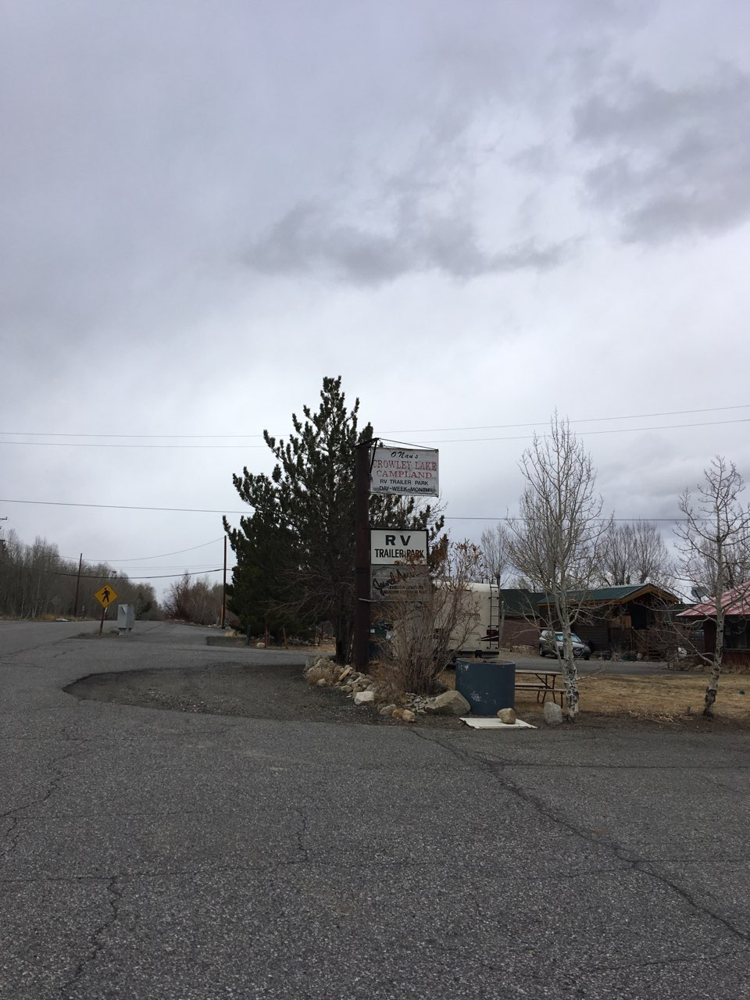 O'Nan's
CROWLEY LAKE
CAMPLAND
RV TRAILER PARK
DAY-WEEK-MONTH
RV
TRAILER PARK